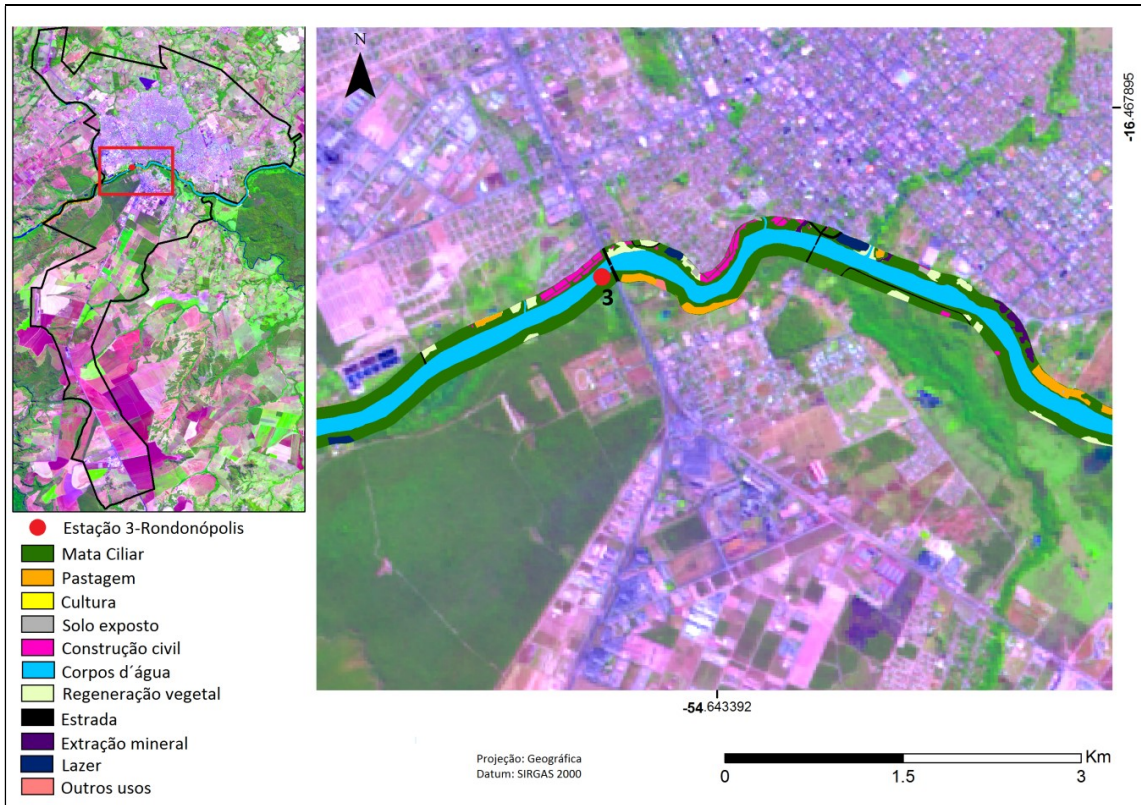 N
-16.467895
3
-54.643392
Estação 3-Rondonópolis
Mata Ciliar
Pastagem
Cultura
Solo exposto
Construção civil
Corpos d´água
Regeneração vegetal
Estrada
Extração mineral
Lazer
Outros usos
Projeção: Geográfica
Datum: SIRGAS 2000
Km
0 1.5 3